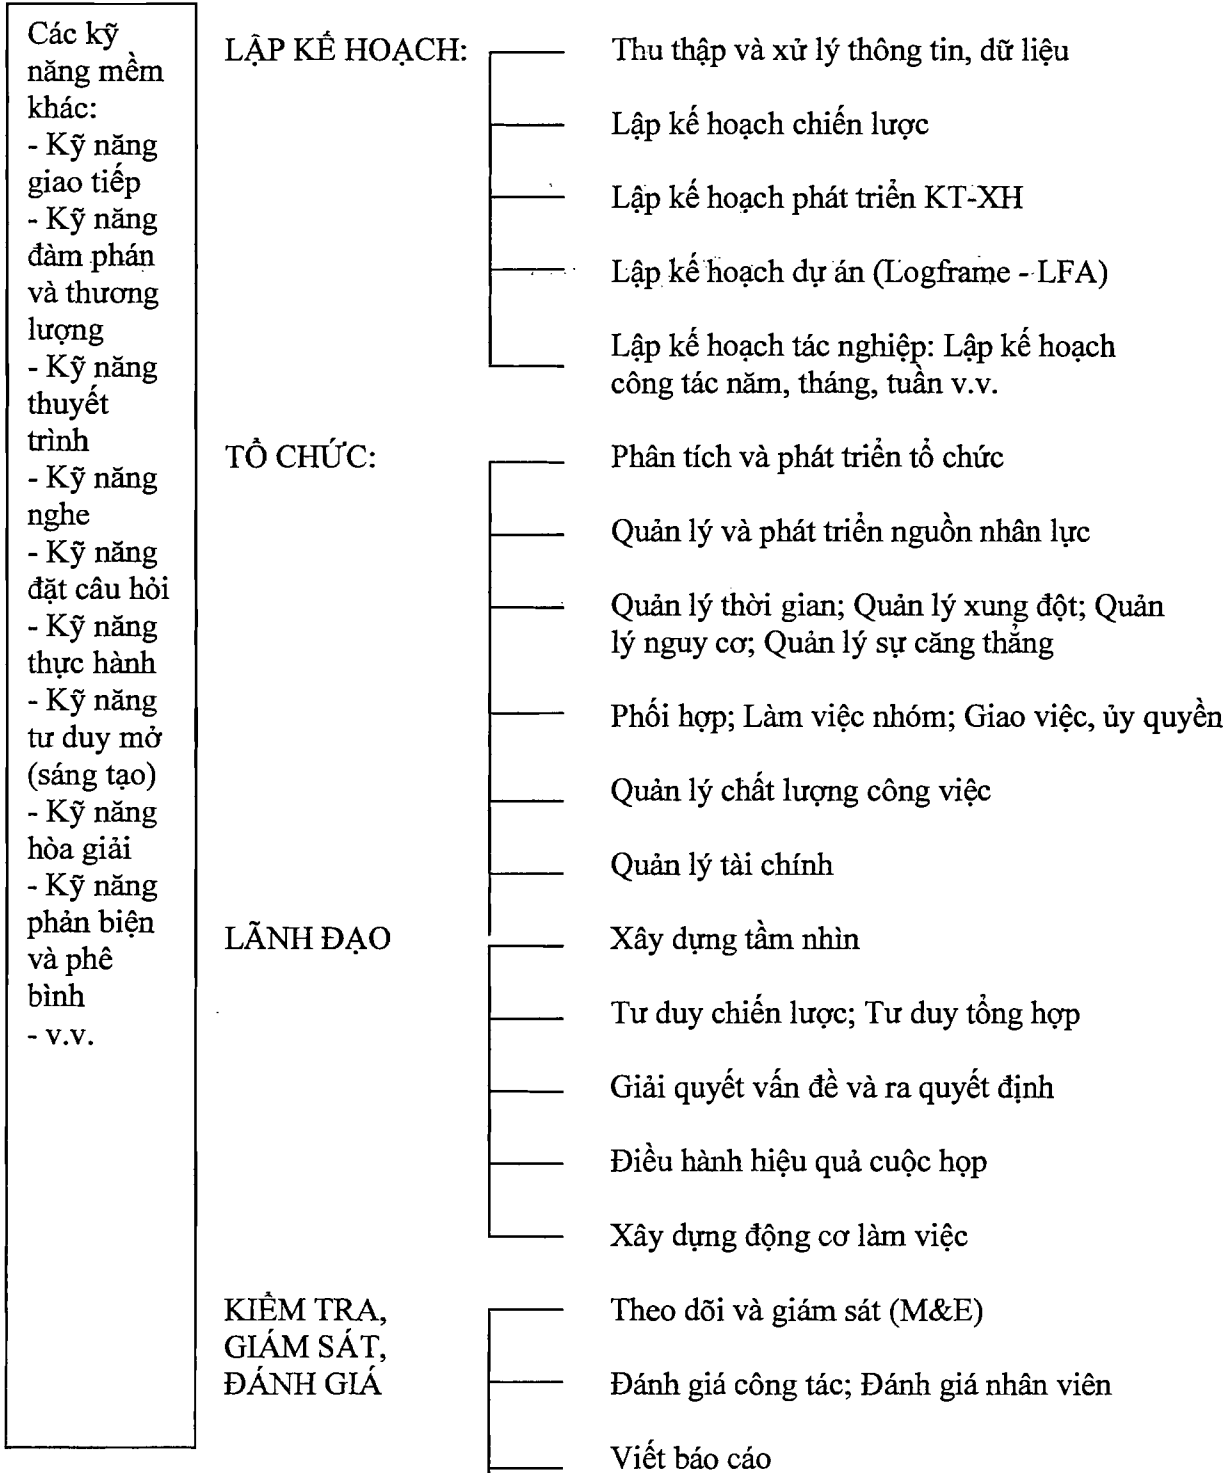 Các kỹ
năng mềm
khác:
- Kỹ năng
giao tiếp
- Kỹ năng
đàm phán
và thương
lượng
- Kỹ năng
thuyết
trình
- Kỹ năng
nghe
- Kỹ năng
đặt câu hỏi
- Kỹ năng
thực hành
- Kỹ năng
tư duy mở
(sáng tạo)
- Kỹ năng
hòa giải
- Kỹ năng
phản biện
và phê
bình
- v.v.
LẬP KẾ HOẠCH:
Thu thập và xử lý thông tin, dữ liệu
Lập kế hoạch chiến lược
Lập kế hoạch phát triển KT-XH
Lập kế hoạch dự án (Logframe - LFA)
Lập kế hoạch tác nghiệp: Lập kế hoạch
công tác năm, tháng, tuần v.v.
TỔ CHỨC:
Phân tích và phát triển tổ chức
Quản lý và phát triển nguồn nhân lực
Quản lý thời gian; Quản lý xung đột; Quản
lý nguy cơ; Quản lý sự căng thẳng
Phối hợp; Làm việc nhóm; Giao việc, ủy quyền
Quản lý chất lượng công việc
Quản lý tài chính
LÃNH ĐẠO
Xây dựng tầm nhìn
Tư duy chiến lược; Tư duy tổng hợp
Giải quyết vấn đề và ra quyết định
Điều hành hiệu quả cuộc họp
Xây dựng động cơ làm việc
KIỂM TRA,
GIÁM SÁT,
ĐÁNH GIÁ
Theo dõi và giám sát (M&E)
Đánh giá công tác; Đánh giá nhân viên
Viết báo cáo